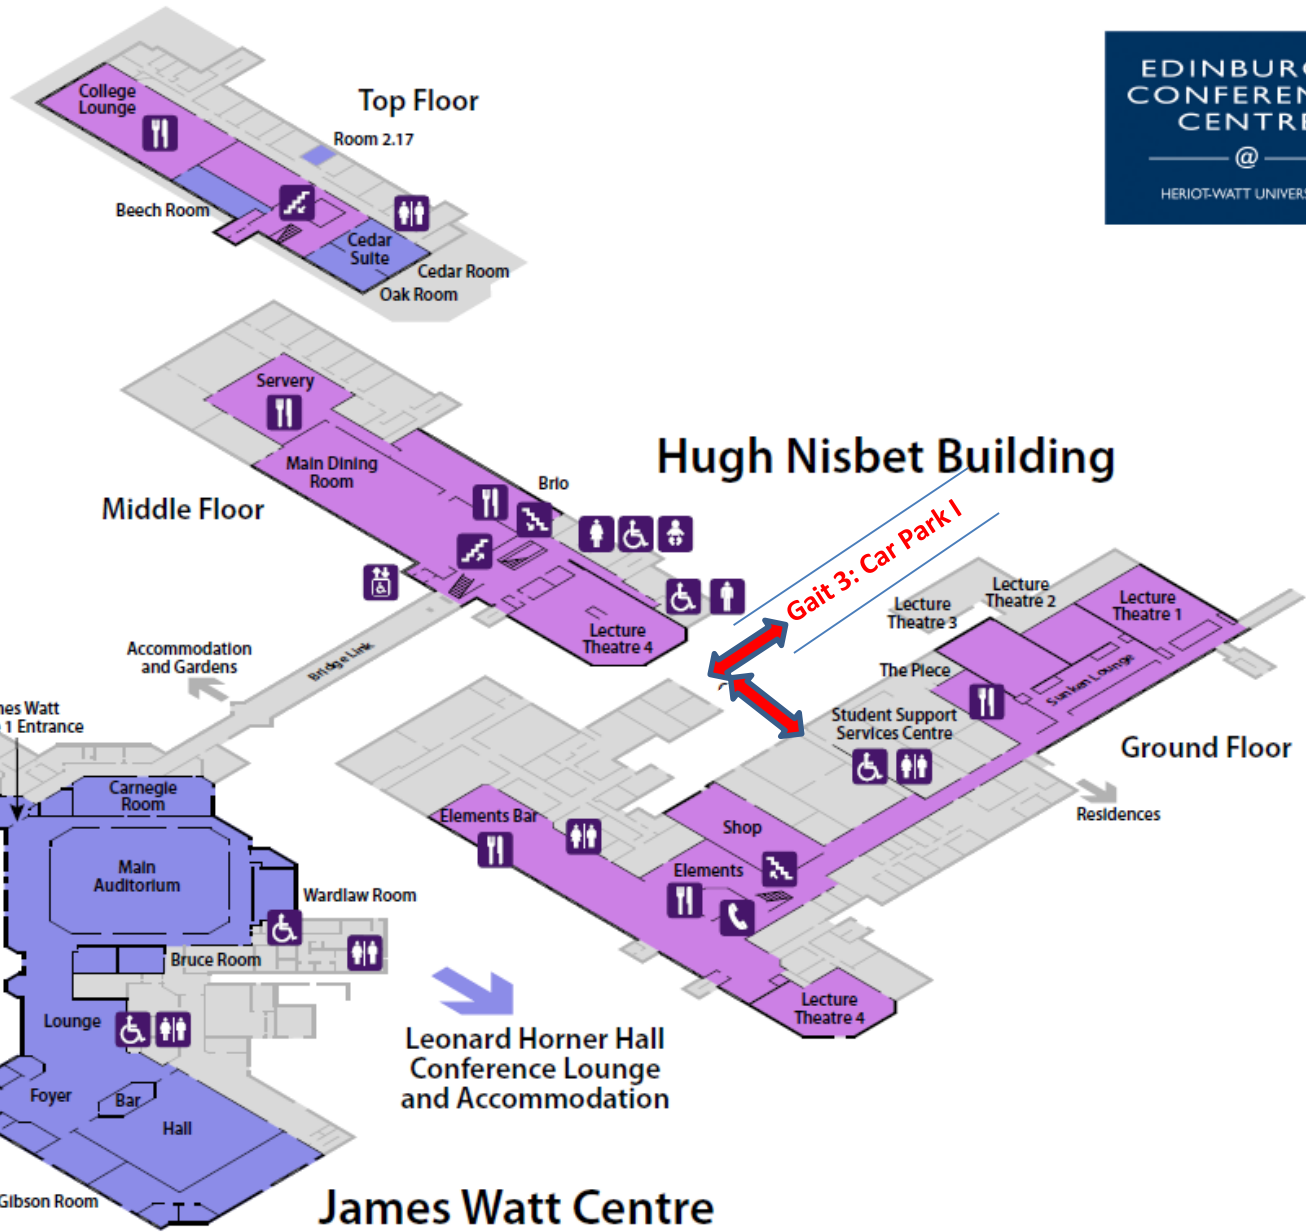 EDINBUR
CONFEREN
CENTRE
@
HERIOT-WATT UNIVERS
Top Floor
College
Lounge
Room 2.17
Beech Room
Cedar
Suite
Cedar Room
Oak Room
Hugh Nisbet Building
Servery
Main Dining
Room
Brio
Middle Floor
Lecture
Theatre 4
Gait 3: Car Park I
Lecture
Theatre 1
Lecture
Theatre 2
Lecture
Theatre 3
The Piece
Sunken Lounge
Student Support
Services Centre
Ground Floor
Residences
Accommodation
and Gardens
Bridge Link
mes Watt
1 Entrance
Carnegie
Room
Main
Auditorium
Wardlaw Room
Bruce Room
Lounge
Foyer
Bar
Hall
Gibson Room
Elements Bar
Shop
Elements
Lecture
Theatre 4
Leonard Horner Hall
Conference Lounge
and Accommodation
James Watt Centre